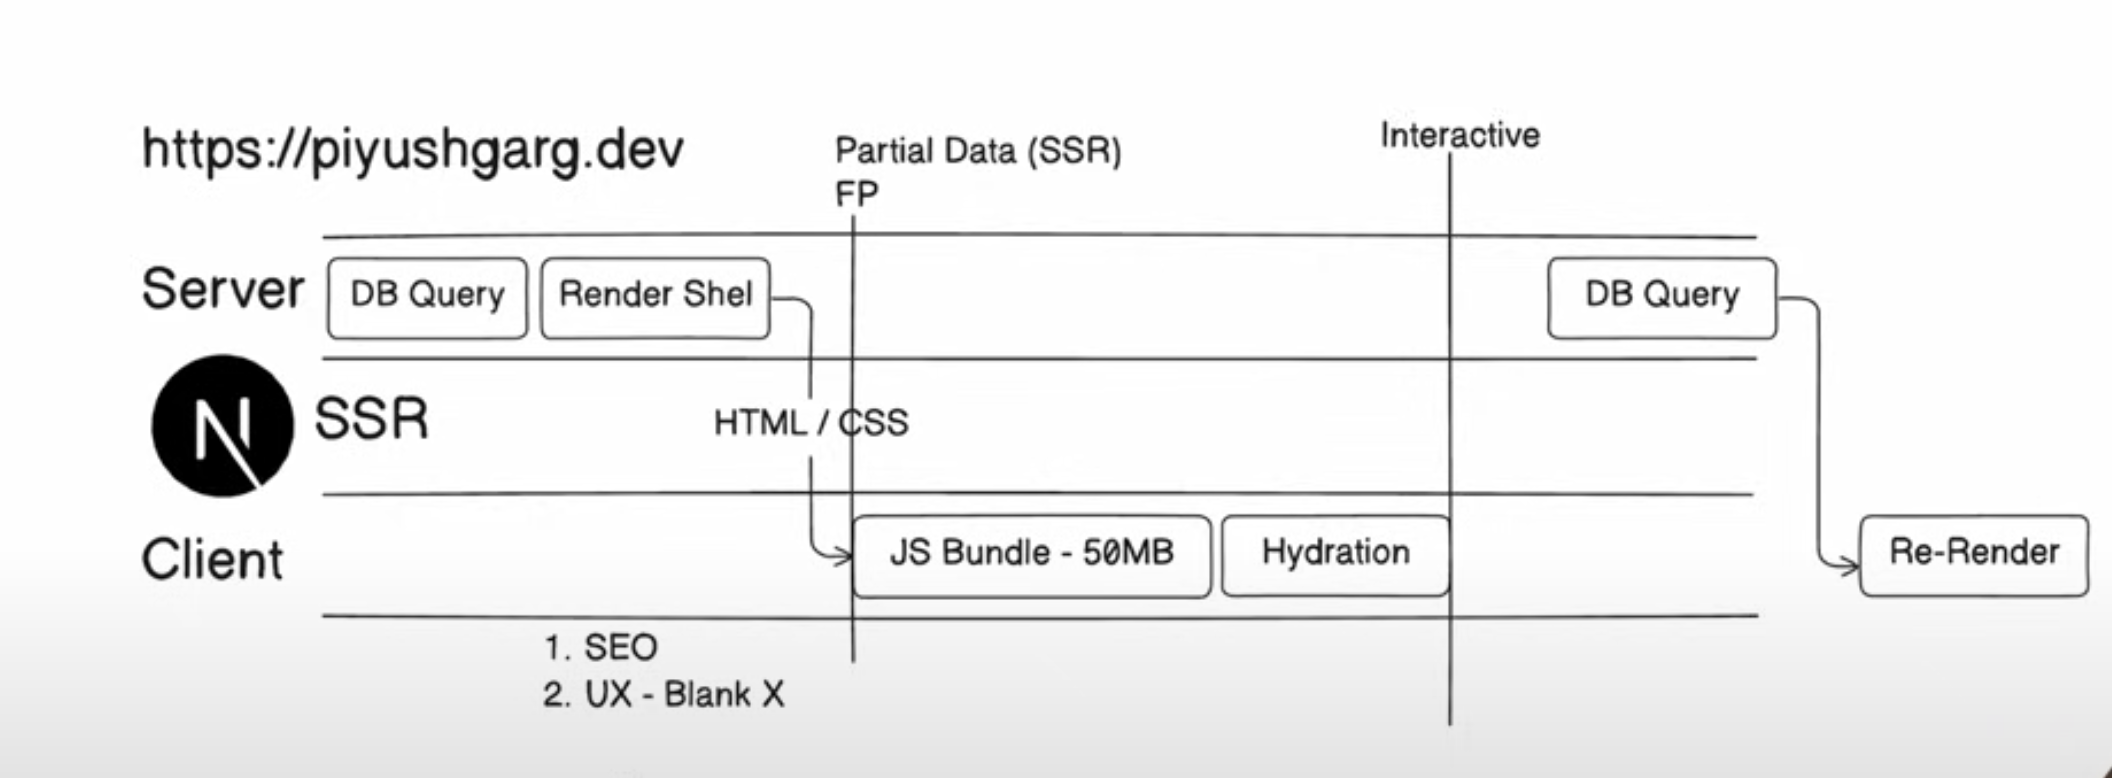 https://piyushgarg.dev
Partial Data (SSR)
FP
Interactive
Server
DB Query
Render Shel
DB Query
N
SSR
HTML / CSS
Client
JS Bundle - 50MB
Hydration
Re-Render
1. SEO
2. UX - Blank X